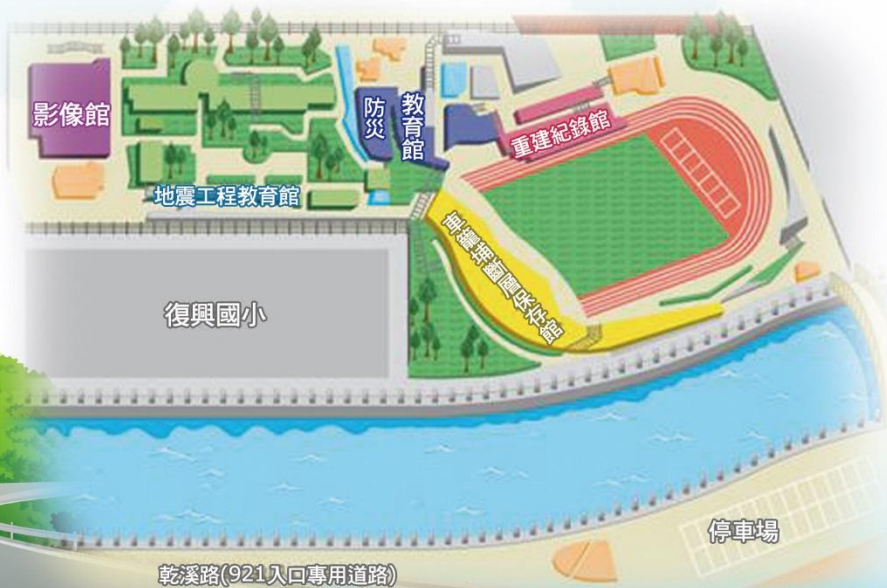 影像館
防災
教育館
重建紀錄館
地震工程教育館
車籠埔斷層保存館
復興國小
停車場
乾溪路(921入口專用道路)